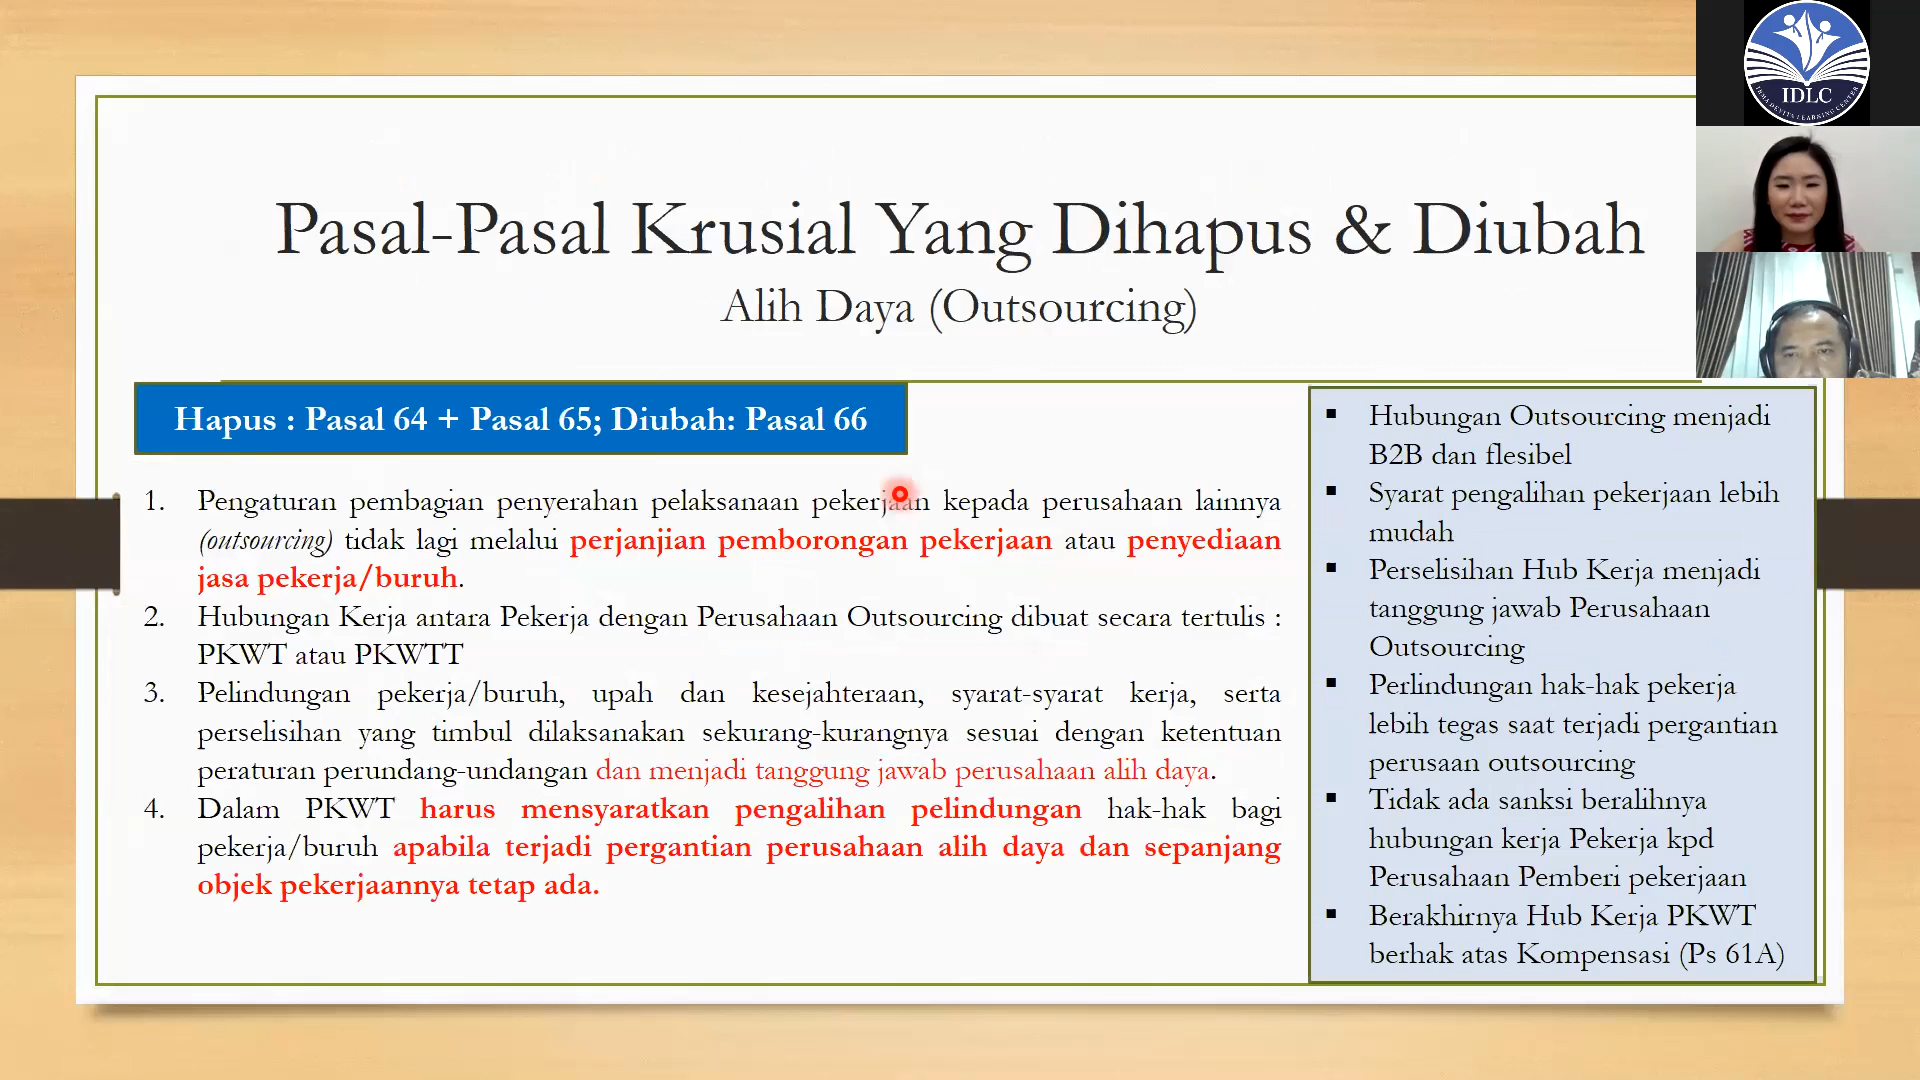 Pasal-Pasal Krusial Yang Dihapus & Diubah
Alih Daya (Outsourcing)
Hapus : Pasal 64 + Pasal 65; Diubah: Pasal 66
1. Pengaturan pembagian penyerahan pelaksanaan pekerjaan kepada perusahaan lainnya
(outsourcing) tidak lagi melalui perjanjian pemborongan pekerjaan atau penyediaan
jasa pekerja/buruh.
2. Hubungan Kerja antara Pekerja dengan Perusahaan Outsourcing dibuat secara tertulis :
PKWT atau PKWTT
3. Pelindungan pekerja/buruh, upah dan kesejahteraan, syarat-syarat kerja, serta
perselisihan yang timbul dilaksanakan sekurang-kurangnya sesuai dengan ketentuan
peraturan perundang-undangan dan menjadi tanggung jawab perusahaan alih daya.
4. Dalam PKWT harus mensyaratkan pengalihan pelindungan hak-hak bagi
pekerja/buruh apabila terjadi pergantian perusahaan alih daya dan sepanjang
objek pekerjaannya tetap ada.
▪ Hubungan Outsourcing menjadi
B2B dan flesibel
▪ Syarat pengalihan pekerjaan lebih
mudah
▪ Perselisihan Hub Kerja menjadi
tanggung jawab Perusahaan
Outsourcing
▪ Perlindungan hak-hak pekerja
lebih tegas saat terjadi pergantian
perusaan outsourcing
▪ Tidak ada sanksi beralihnya
hubungan kerja Pekerja kpd
Perusahaan Pemberi pekerjaan
▪ Berakhirnya Hub Kerja PKWT
berhak atas Kompensasi (Ps 61A)
IDLC
IRMA DEVITA LEARNING CENTER